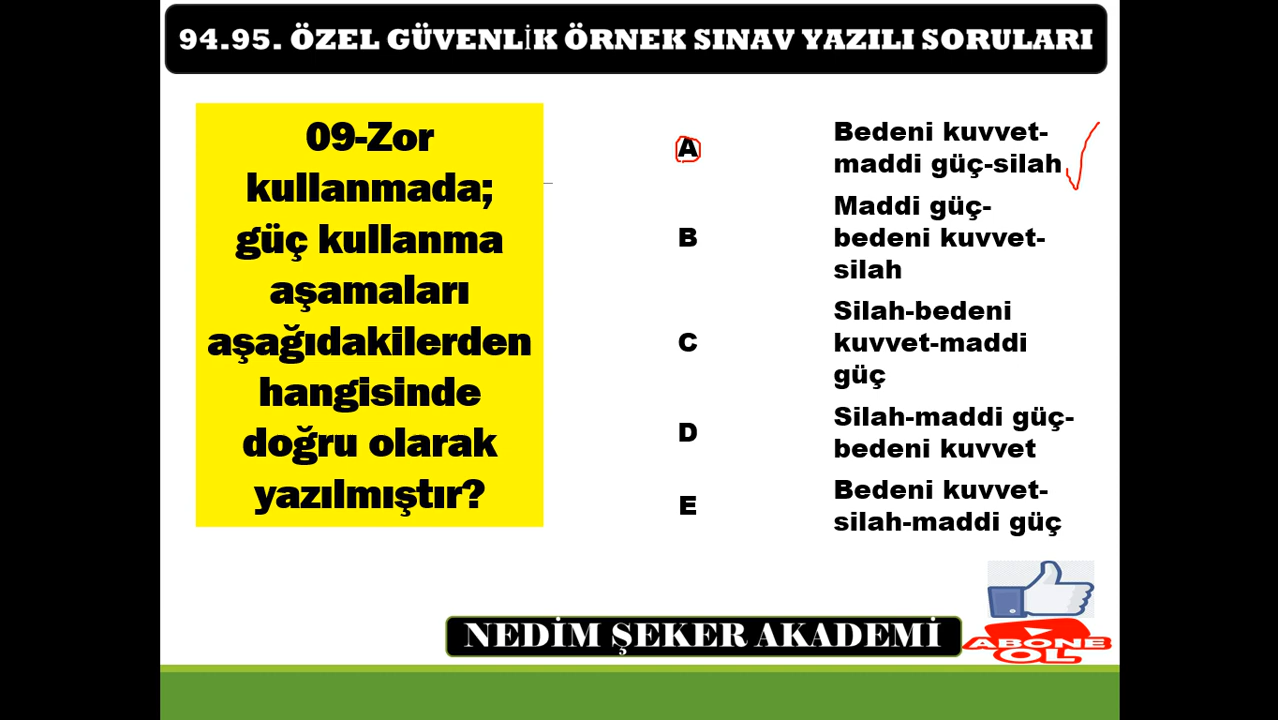 94.95. ÖZEL GÜVENLİK ÖRNEK SINAV YAZILI SORULARI
09-Zor
kullanmada;
güç kullanma
aşamaları
aşağıdakilerden
hangisinde
doğru olarak
yazılmıştır?
A
Bedeni kuvvet-
maddi güç-silah
B
Maddi güç-
bedeni kuvvet-
silah
C
Silah-bedeni
kuvvet-maddi
güç
D
Silah-maddi güç-
bedeni kuvvet
E
Bedeni kuvvet-
silah-maddi güç
NEDİM ŞEKER AKADEMİ
ABONE
OL